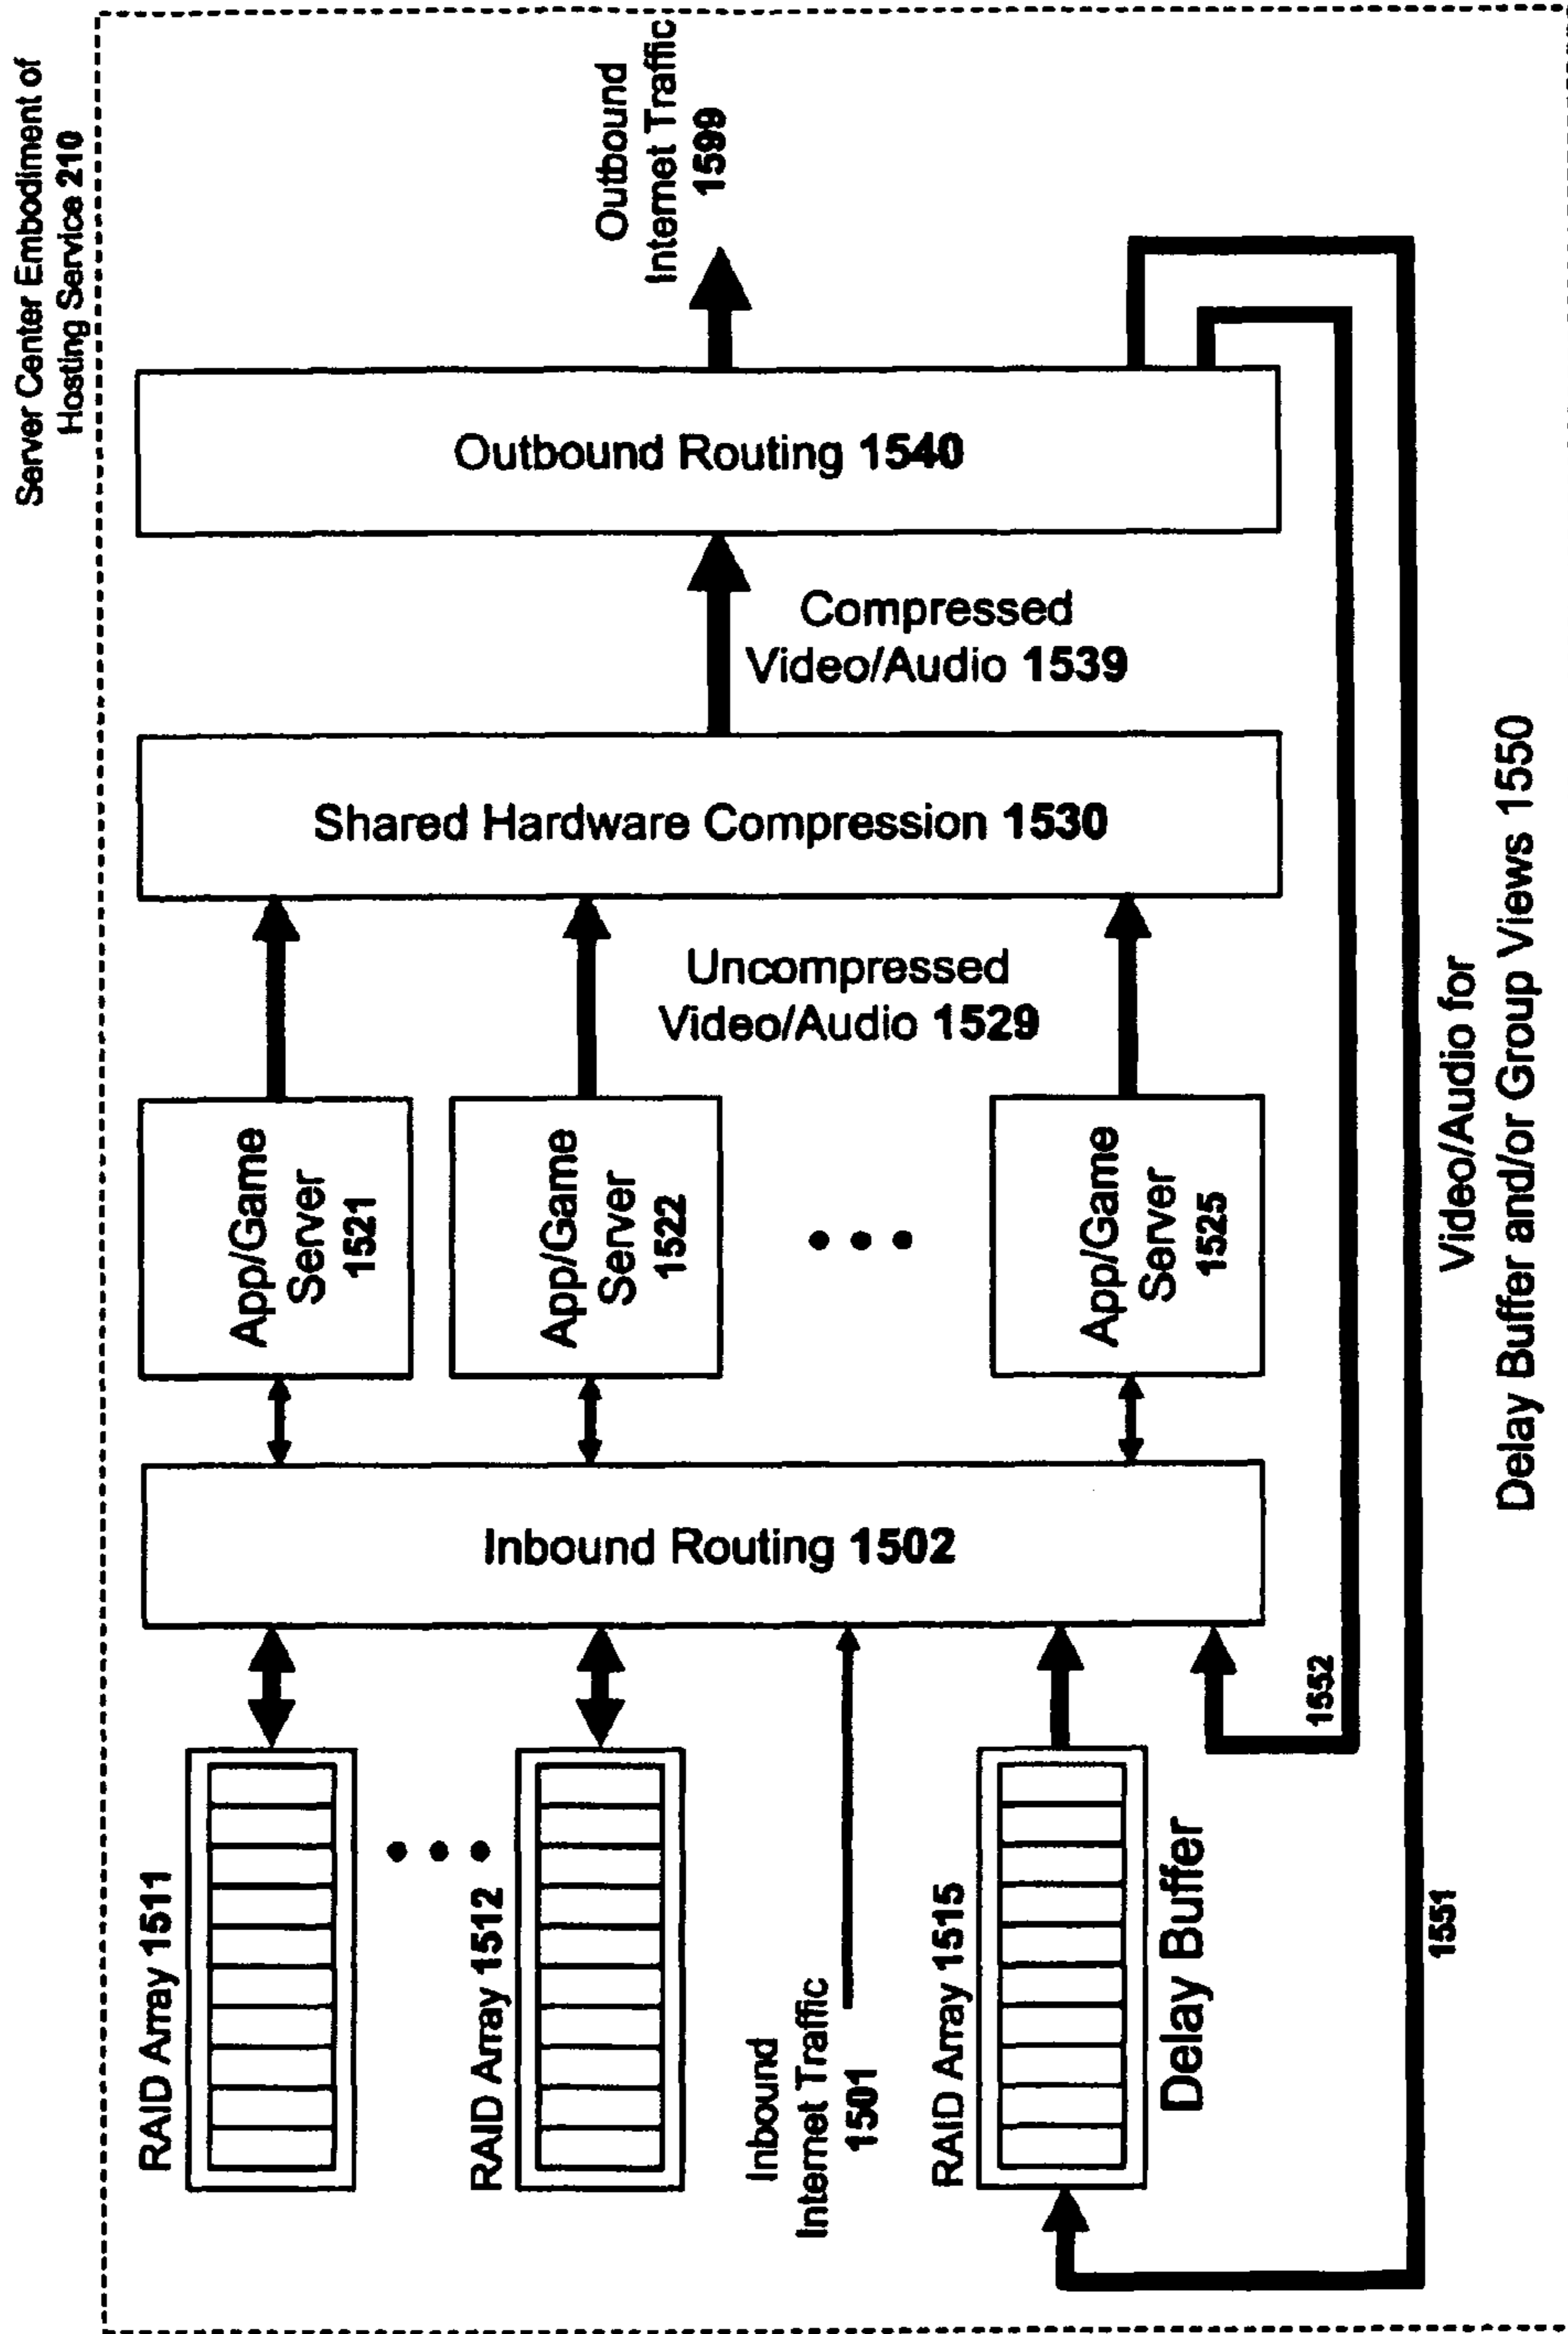 Server Center Embodiment of
Hosting Service 210
RAID Array 1511
RAID Array 1512
Inbound
Internet Traffic
1501
RAID Array 1515
Delay Buffer
Inbound Routing 1502
App/Game
Server
1521
App/Game
Server
1522
App/Game
Server
1525
Uncompressed
Video/Audio 1529
Shared Hardware Compression 1530
Compressed
Video/Audio 1539
Outbound Routing 1540
Outbound
Internet Traffic
1599
1552
1551
Video/Audio for
Delay Buffer and/or Group Views 1550